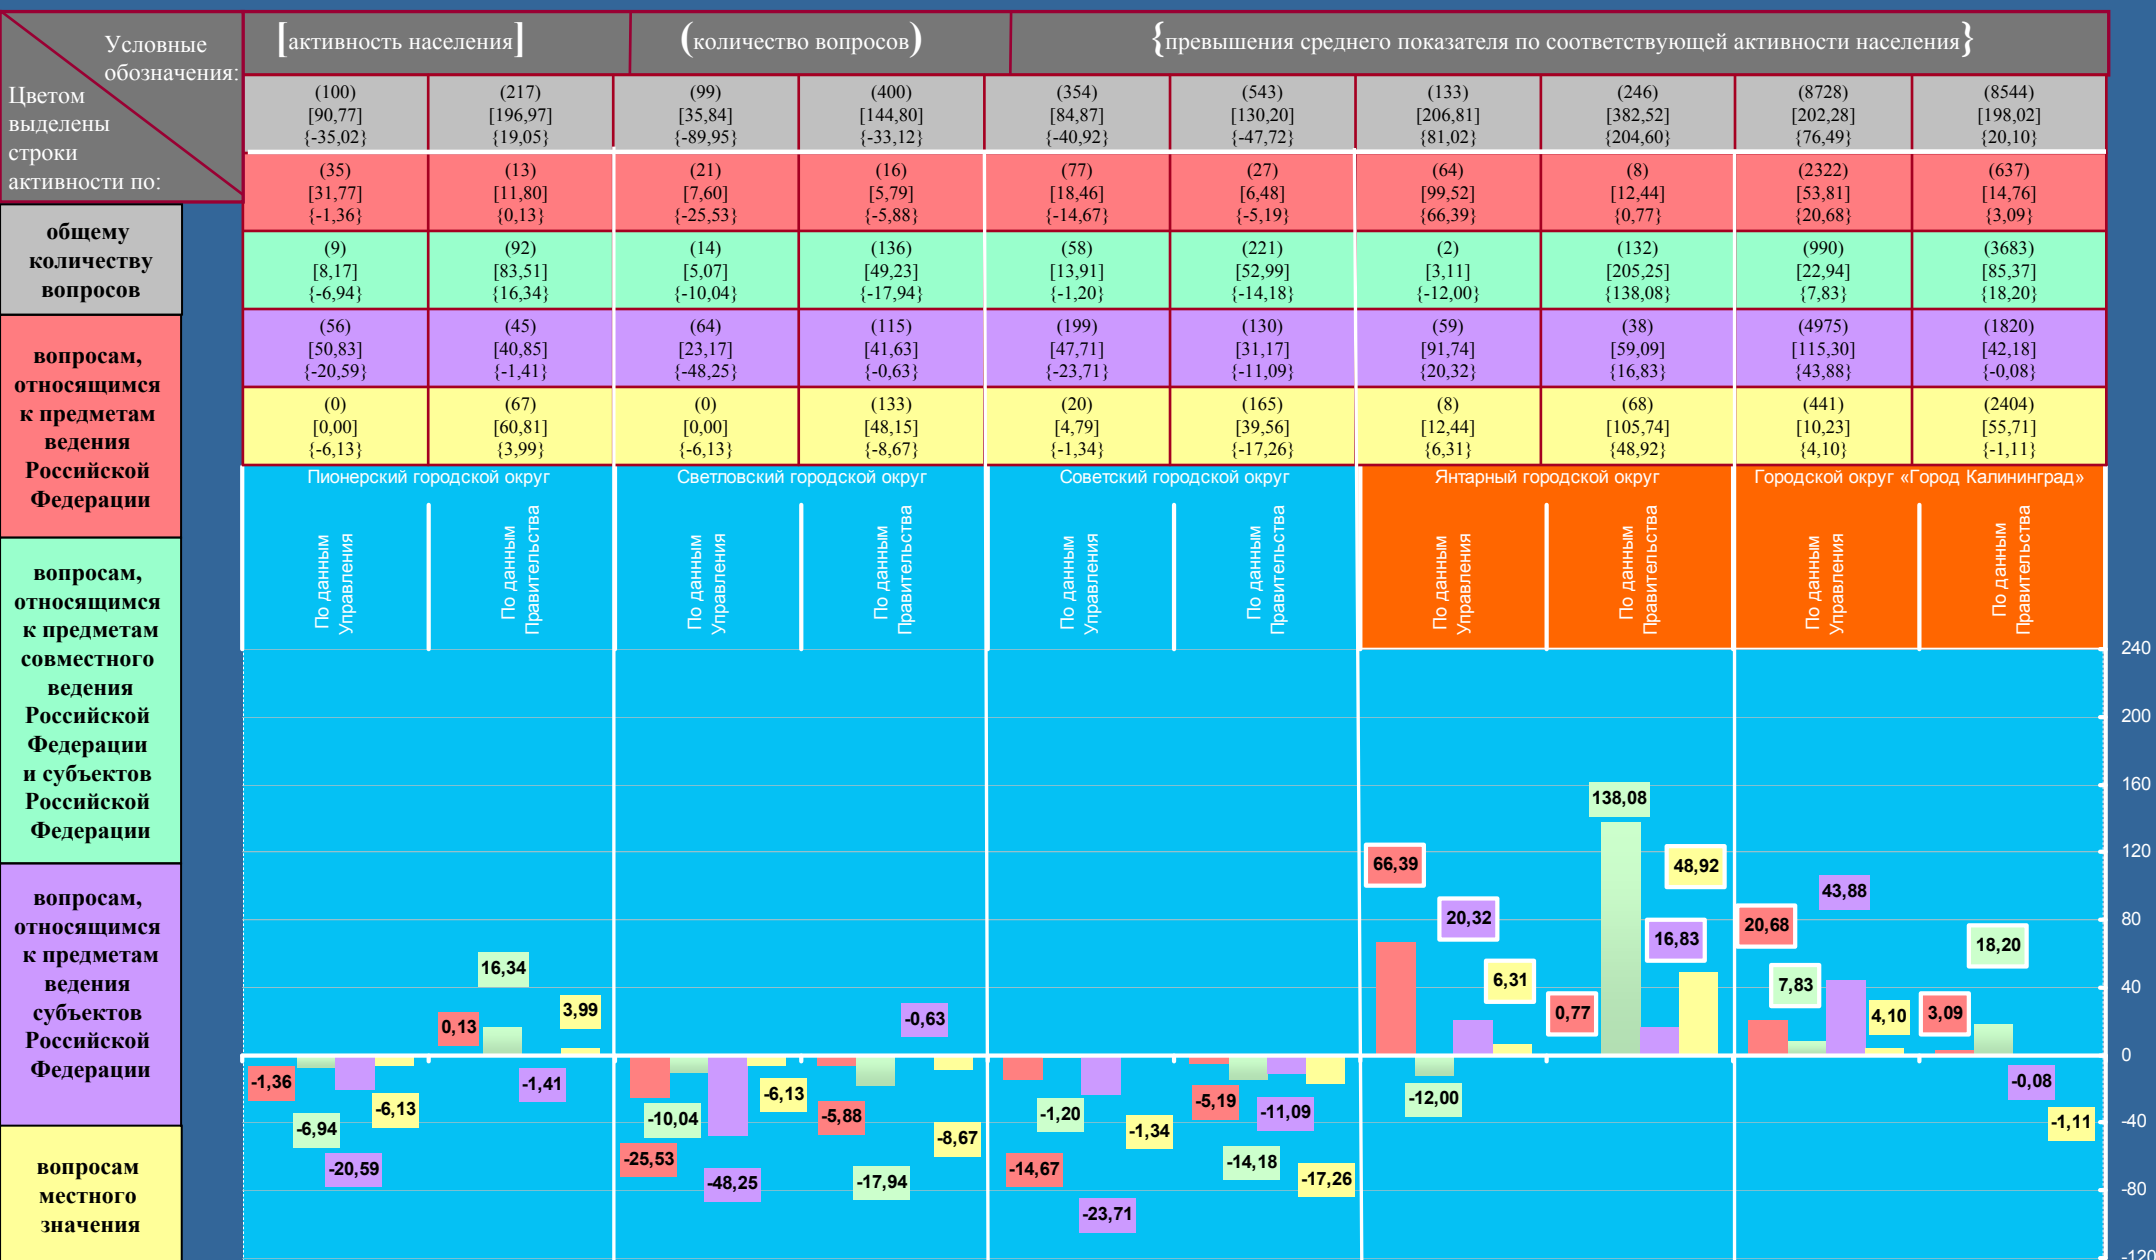 Условные
обозначения:
Цветом
выделены
строки
активности по:
[активность населения]
(количество вопросов)
{превышения среднего показателя по соответствующей активности населения}
(100) (217) (99) (400) (354) (543) (133) (246) (8728) (8544)
[90,77] [196,97] [35,84] [144,80] [84,87] [130,20] [206,81] [382,52] [202,28] [198,02]
{-35,02} {19,05} {-89,95} {-33,12} {-40,92} {-47,72} {81,02} {204,60} {76,49} {20,10}
(35) (13) (21) (16) (77) (27) (64) (8) (2322) (637)
[31,77] [11,80] [7,60] [5,79] [18,46] [6,48] [99,52] [12,44] [53,81] [14,76]
{-1,36} {0,13} {-25,53} {-5,88} {-14,67} {-5,19} {66,39} {0,77} {20,68} {3,09}
(9) (92) (14) (136) (58) (221) (2) (132) (990) (3683)
[8,17] [83,51] [5,07] [49,23] [13,91] [52,99] [3,11] [205,25] [22,94] [85,37]
{-6,94} {16,34} {-10,04} {-17,94} {-1,20} {-14,18} {-12,00} {138,08} {7,83} {18,20}
(56) (45) (64) (115) (199) (130) (59) (38) (4975) (1820)
[50,83] [40,85] [23,17] [41,63] [47,71] [31,17] [91,74] [59,09] [115,30] [42,18]
{-20,59} {-1,41} {-48,25} {-0,63} {-23,71} {-11,09} {20,32} {16,83} {43,88} {-0,08}
(0) (67) (0) (133) (20) (165) (8) (68) (441) (2404)
[0,00] [60,81] [0,00] [48,15] [4,79] [39,56] [12,44] [105,74] [10,23] [55,71]
{-6,13} {3,99} {-6,13} {-8,67} {-1,34} {-17,26} {6,31} {48,92} {4,10} {-1,11}
общему
количеству
вопросов
вопросам,
относящимся
к предметам
ведения
Российской
Федерации
вопросам,
относящимся
к предметам
совместного
ведения
Российской
Федерации
и субъектов
Российской
Федерации
вопросам,
относящимся
к предметам
ведения
субъектов
Российской
Федерации
вопросам
местного
значения
Пионерский городской округ
Светловский городской округ
Советский городской округ
Янтарный городской округ
Городской округ «Город Калининград»
По данным
Управления
По данным
Правительства
По данным
Управления
По данным
Правительства
По данным
Управления
По данным
Правительства
По данным
Управления
По данным
Правительства
По данным
Управления
По данным
Правительства
240
200
160
120
80
40
0
-40
-80
-120
-1,36
-6,94
-20,59
-6,13
0,13
16,34
-1,41
3,99
-25,53
-10,04
-48,25
-6,13
-5,88
-17,94
-0,63
-8,67
-14,67
-1,20
-23,71
-1,34
-5,19
-14,18
-11,09
-17,26
66,39
-12,00
20,32
6,31
0,77
138,08
16,83
48,92
20,68
7,83
43,88
4,10
3,09
18,20
-0,08
-1,11